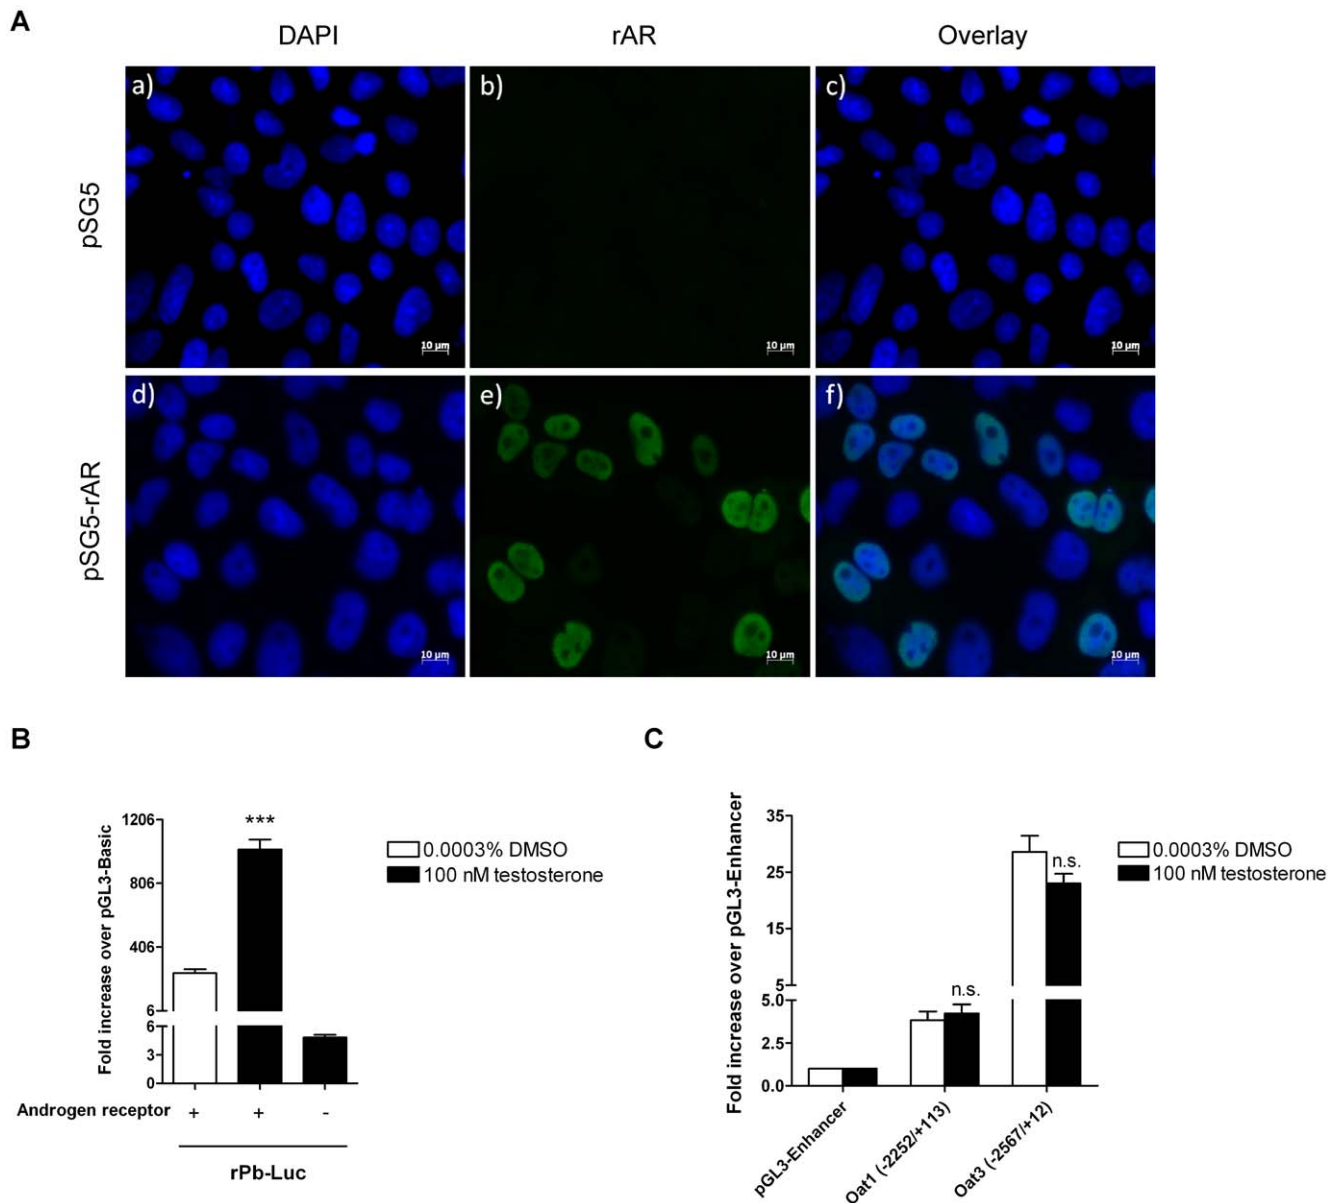 A
DAPI rAR Overlay
pSG5
a) b) c)
10 µm 10 µm 10 µm
pSG5-rAR
d) e) f)
10 µm 10 µm 10 µm
B
Fold increase over pGL3-Basic
1206
806
406
6
6
3
0
***
0.0003% DMSO
100 nM testosterone
Androgen receptor + + -
rPb-Luc
C
Fold increase over pGL3-Enhancer
35
25
15
5
5.0
2.5
0.0
n.s.
n.s.
0.0003% DMSO
100 nM testosterone
pGL3-Enhancer
Oat1 (-2252/+113)
Oat3 (-2567/+12)